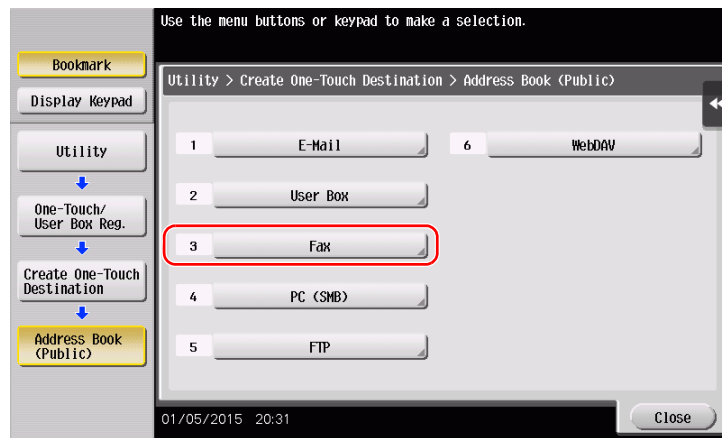 Use the menu buttons or keypad to make a selection.
Bookmark
Display Keypad
Utility
One-Touch/
User Box Reg.
Create One-Touch
Destination
Address Book
(Public)
Utility > Create One-Touch Destination > Address Book (Public)
1 E-Mail
2 User Box
3 Fax
4 PC (SMB)
5 FTP
6 WebDAV
01/05/2015 20:31
Close